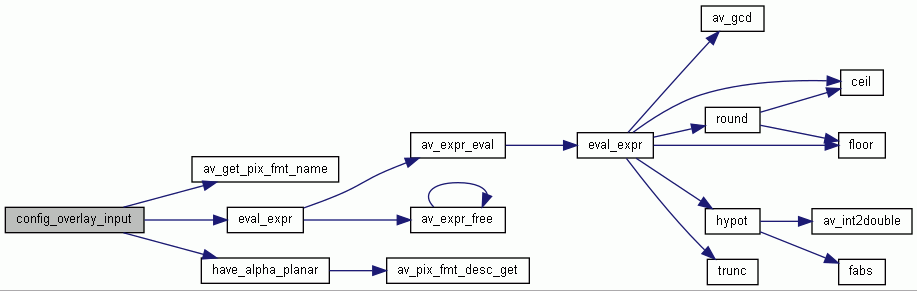 av_gcd
ceil
round
av_expr_eval
eval_expr
floor
av_get_pix_fmt_name
config_overlay_input
eval_expr
av_expr_free
hypot
av_int2double
have_alpha_planar
av_pix_fmt_desc_get
trunc
fabs